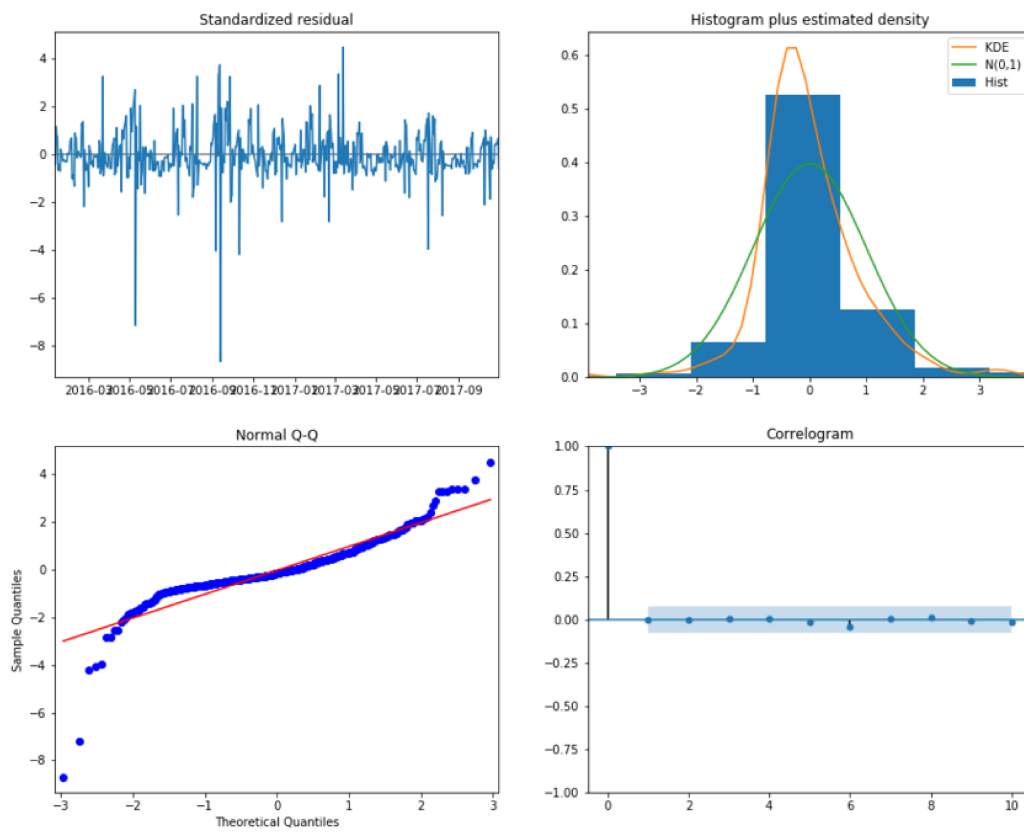 Standardized residual
4
2
0
−2
−4
−6
−8
2016-03 2016-05 2016-07 2016-09 2016-11 2017-01 2017-03 2017-05 2017-07 2017-09
Histogram plus estimated density
KDE
N(0,1)
Hist
0.6
0.5
0.4
0.3
0.2
0.1
0.0
−3 −2 −1 0 1 2 3
Normal Q-Q
4
2
0
−2
−4
−6
−8
Sample Quantiles
−3 −2 −1 0 1 2 3
Theoretical Quantiles
Correlogram
1.00
0.75
0.50
0.25
0.00
−0.25
−0.50
−0.75
−1.00
0 2 4 6 8 10